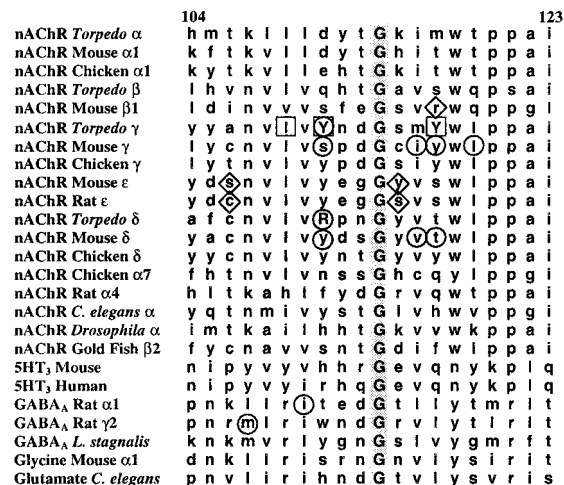 104 123
nAChR Torpedo α h m t k l l l d y t G k i m w t p p a i
nAChR Mouse α1 k f t k v l l d y t G h i t w t p p a i
nAChR Chicken α1 k y t k v l l e h t G k i t w t p p a i
nAChR Torpedo β l h v n v l v q h t G a v s w q p s a i
nAChR Mouse β1 l d i n v v v s f e G s v r w q p p g l
nAChR Torpedo γ y y a n v l v Y n d G s m Y w l p p a i
nAChR Mouse γ l y c n v l v s p d G c i y w l p p a i
nAChR Chicken γ l y t n v l v y p d G s i y w l p p a i
nAChR Mouse ε y d s n v l v y e g G y v s w l p p a i
nAChR Rat ε y d c n v l v y e g G s v s w l p p a i
nAChR Torpedo δ a f c n v l v R p n G y v t w l p p a i
nAChR Mouse δ y a c n v l v y d s G y v t w l p p a i
nAChR Chicken δ y y c n v l v y n t G y v y w l p p a i
nAChR Chicken α7 f h t n v l v n s s G h c q y l p p g i
nAChR Rat α4 h l t k a h l f y d G r v q w t p p a i
nAChR C. elegans α y q t n m i v y s t G l v h w v p p g i
nAChR Drosophila α i m t k a i l h h t G k v v w k p p a i
nAChR Gold Fish β2 f y c n a v v s n t G d i f w l p p a i
5HT₃ Mouse n i p y v y v h h r G e v q n y k p l q
5HT₃ Human n i p y v y i r h q G e v q n y k p l q
GABA_A Rat α1 p n k l l r i t e d G t l l y t m r l t
GABA_A Rat γ2 p n r m l r i w n d G r v l y t l r l t
GABA_A L. stagnalis k n k m v r l y g n G s l v y g m r f t
Glycine Mouse α1 d n k l l r i s r n G n v l y s i r i t
Glutamate C. elegans p n v l i r i h n d G t v l y s v r i s